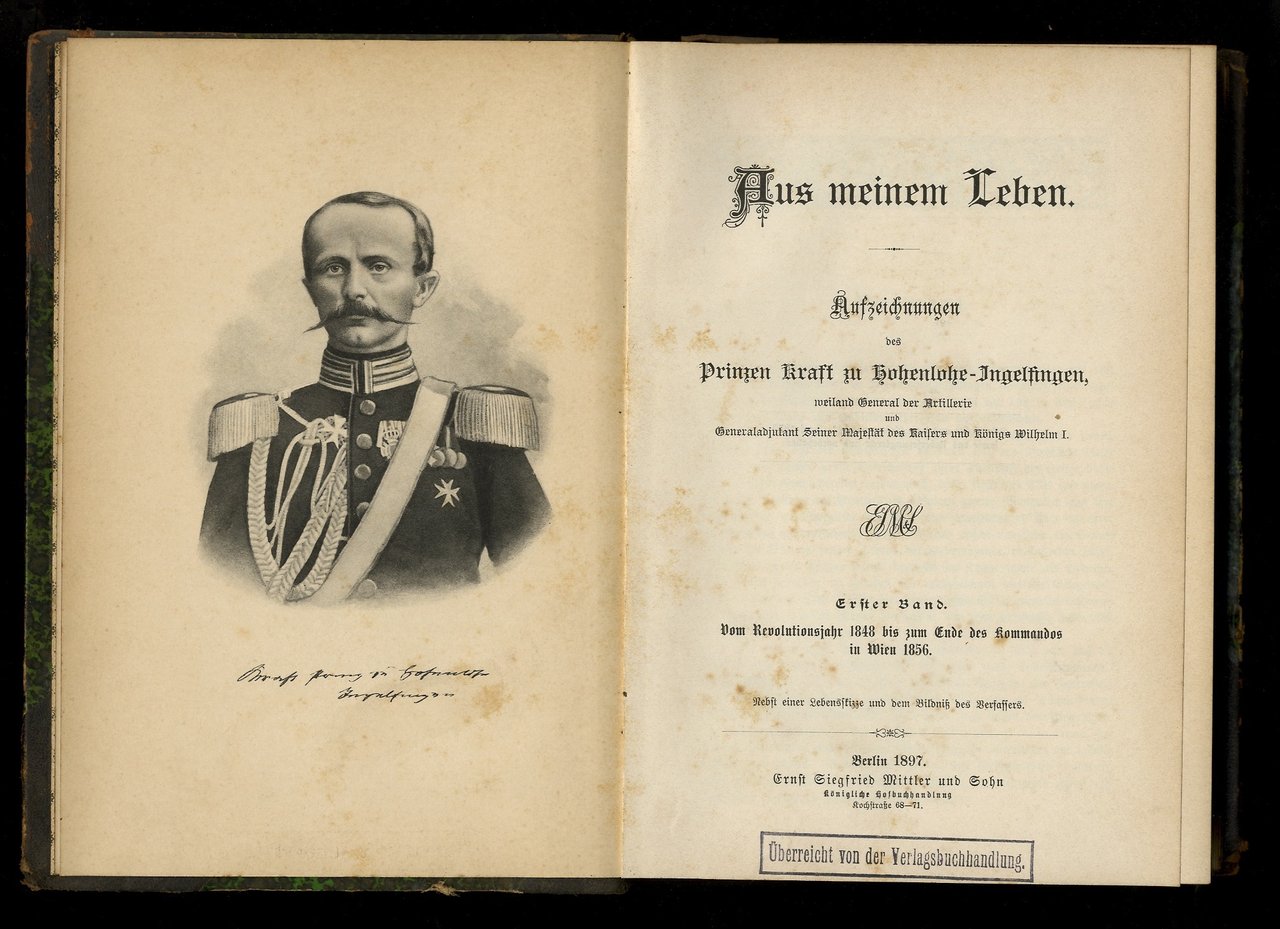 Kraft Prinz zu Hohenlohe
Ingelfingen
Aus meinem Leben.
Aufzeichnungen
des
Prinzen Kraft zu Hohenlohe-Ingelfingen,
weiland General der Artillerie
und
Generaladjutant Seiner Majestät des Kaisers und Königs Wilhelm I.
Erster Band.
Vom Revolutionsjahr 1848 bis zum Ende des Kommandos
in Wien 1856.
Nebst einer Lebensskizze und dem Bildniß des Verfassers.
Berlin 1897.
Ernst Siegfried Mittler und Sohn
Königliche Hofbuchhandlung
Kochstraße 68—71.
Überreicht von der Verlagsbuchhandlung.